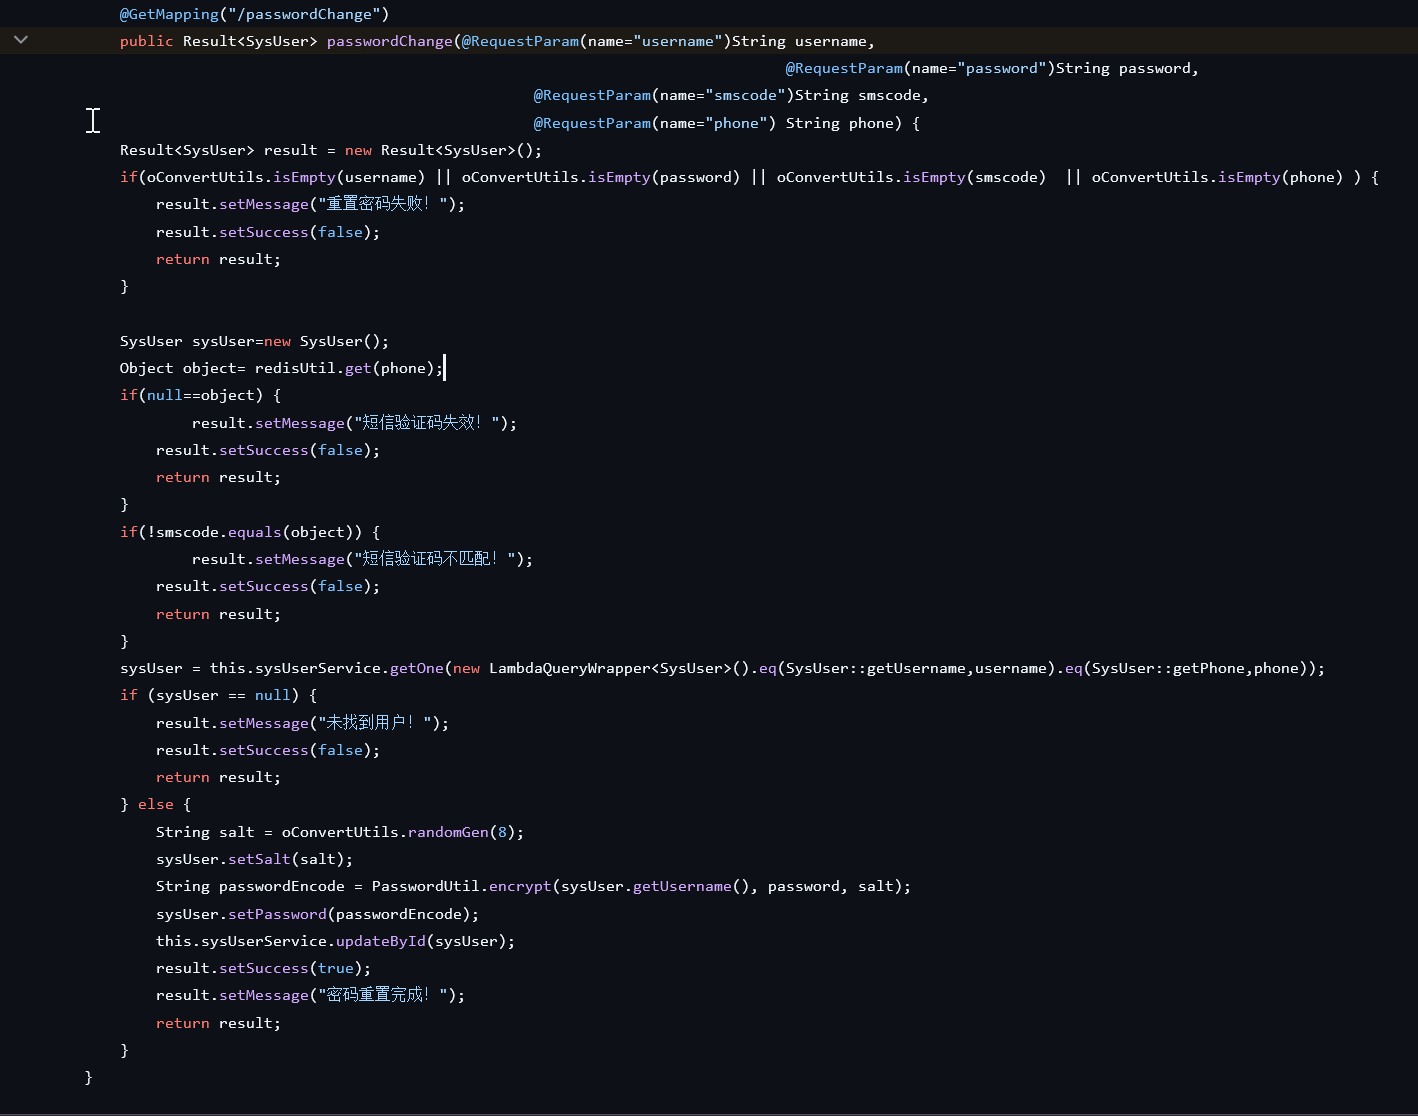 @GetMapping("/passwordChange")
public Result<SysUser> passwordChange(@RequestParam(name="username")String username,
@RequestParam(name="password")String password,
@RequestParam(name="smscode")String smscode,
@RequestParam(name="phone") String phone) {
Result<SysUser> result = new Result<SysUser>();
if(oConvertUtils.isEmpty(username) || oConvertUtils.isEmpty(password) || oConvertUtils.isEmpty(smscode)  || oConvertUtils.isEmpty(phone) ) {
result.setMessage("重置密码失败！");
result.setSuccess(false);
return result;
}
SysUser sysUser=new SysUser();
Object object= redisUtil.get(phone);
if(null==object) {
result.setMessage("短信验证码失效！");
result.setSuccess(false);
return result;
}
if(!smscode.equals(object)) {
result.setMessage("短信验证码不匹配！");
result.setSuccess(false);
return result;
}
sysUser = this.sysUserService.getOne(new LambdaQueryWrapper<SysUser>().eq(SysUser::getUsername,username).eq(SysUser::getPhone,phone));
if (sysUser == null) {
result.setMessage("未找到用户！");
result.setSuccess(false);
return result;
} else {
String salt = oConvertUtils.randomGen(8);
sysUser.setSalt(salt);
String passwordEncode = PasswordUtil.encrypt(sysUser.getUsername(), password, salt);
sysUser.setPassword(passwordEncode);
this.sysUserService.updateById(sysUser);
result.setSuccess(true);
result.setMessage("密码重置完成！");
return result;
}
}